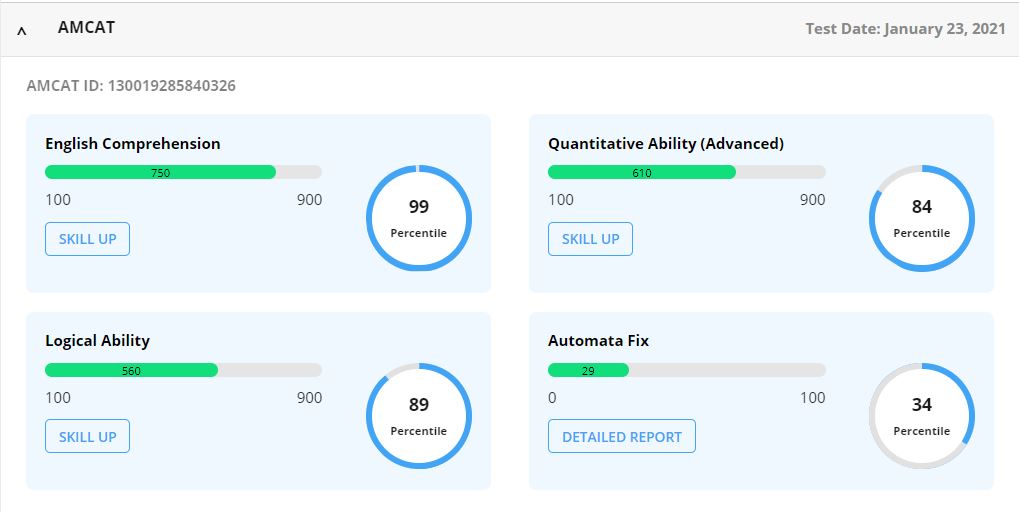 ^ AMCAT Test Date: January 23, 2021
AMCAT ID: 130019285840326
English Comprehension
750
100 900
SKILL UP
99
Percentile
Quantitative Ability (Advanced)
610
100 900
SKILL UP
84
Percentile
Logical Ability
560
100 900
SKILL UP
89
Percentile
Automata Fix
29
0 100
DETAILED REPORT
34
Percentile